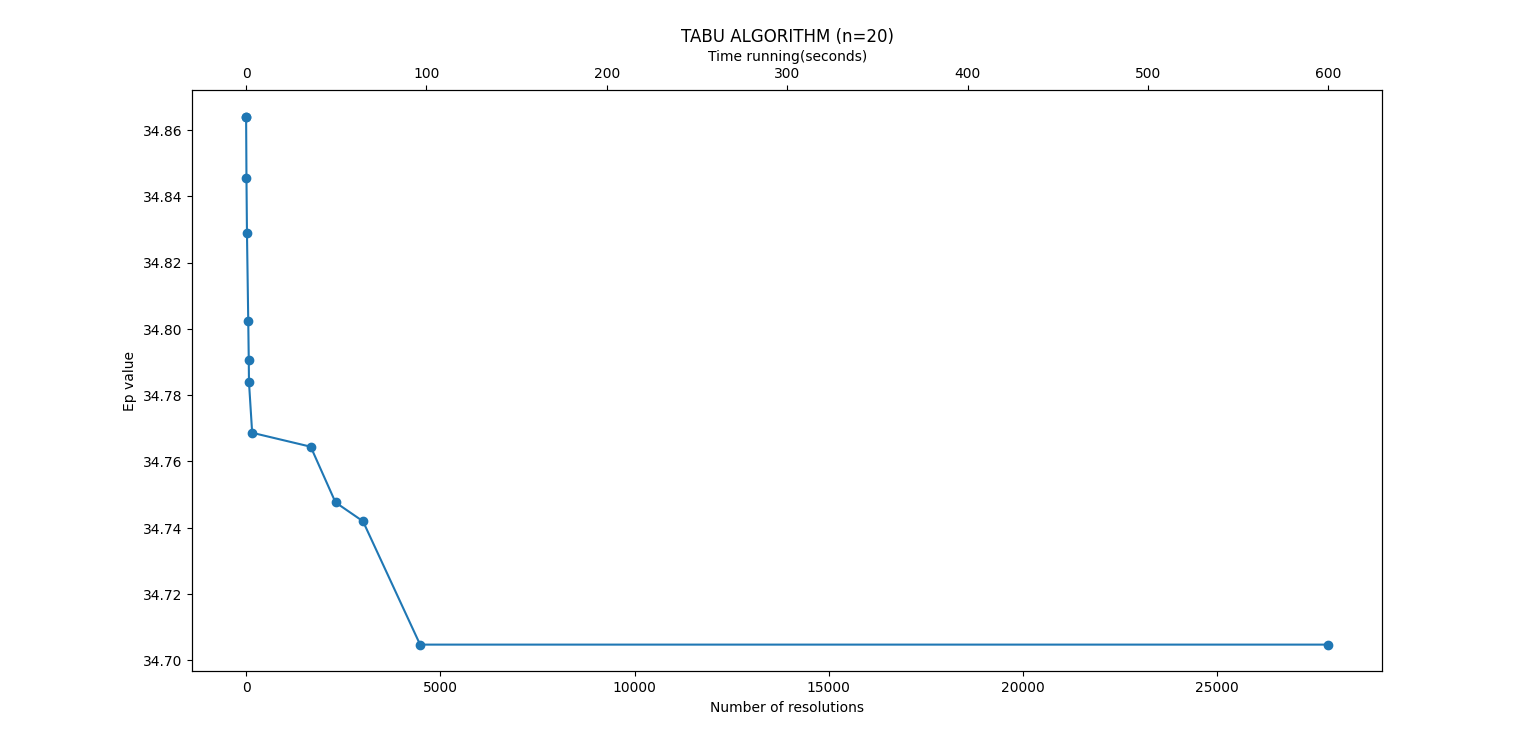 TABU ALGORITHM (n=20)
Time running(seconds)
0 100 200 300 400 500 600
34.86
34.84
34.82
34.80
34.78
34.76
34.74
34.72
34.70
Ep value
0 5000 10000 15000 20000 25000
Number of resolutions